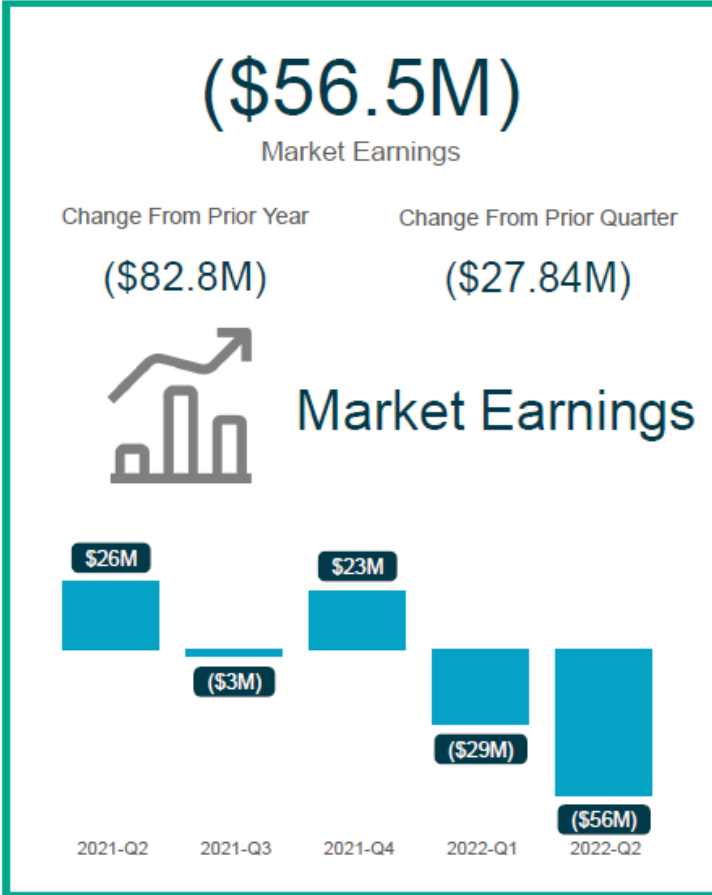 ($56.5M)
Market Earnings
Change From Prior Year
Change From Prior Quarter
($82.8M)
($27.84M)
Market Earnings
$26M
($3M)
$23M
($29M)
($56M)
2021-Q2
2021-Q3
2021-Q4
2022-Q1
2022-Q2